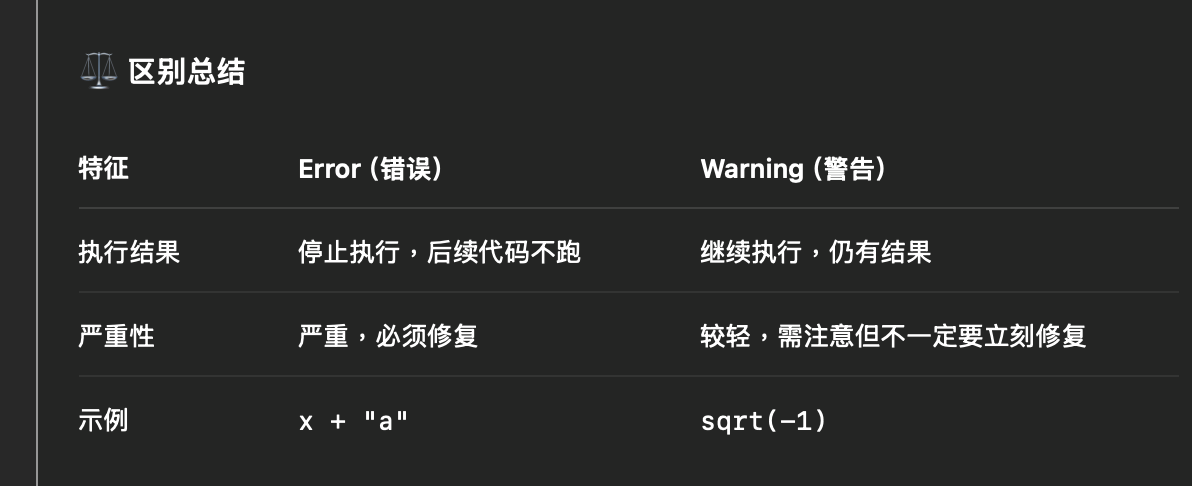 ⚖️ 区别总结
特征 Error (错误) Warning (警告)
执行结果 停止执行，后续代码不跑 继续执行，仍有结果
严重性 严重，必须修复 较轻，需注意但不一定要立刻修复
示例 x + "a" sqrt(-1)